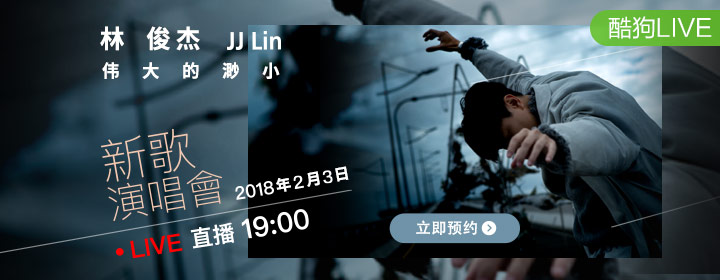 林 俊杰 JJ Lin
伟大的渺小
酷狗LIVE
新歌
演唱會
2018年2月3日
• LIVE 直播 19:00
立即预约